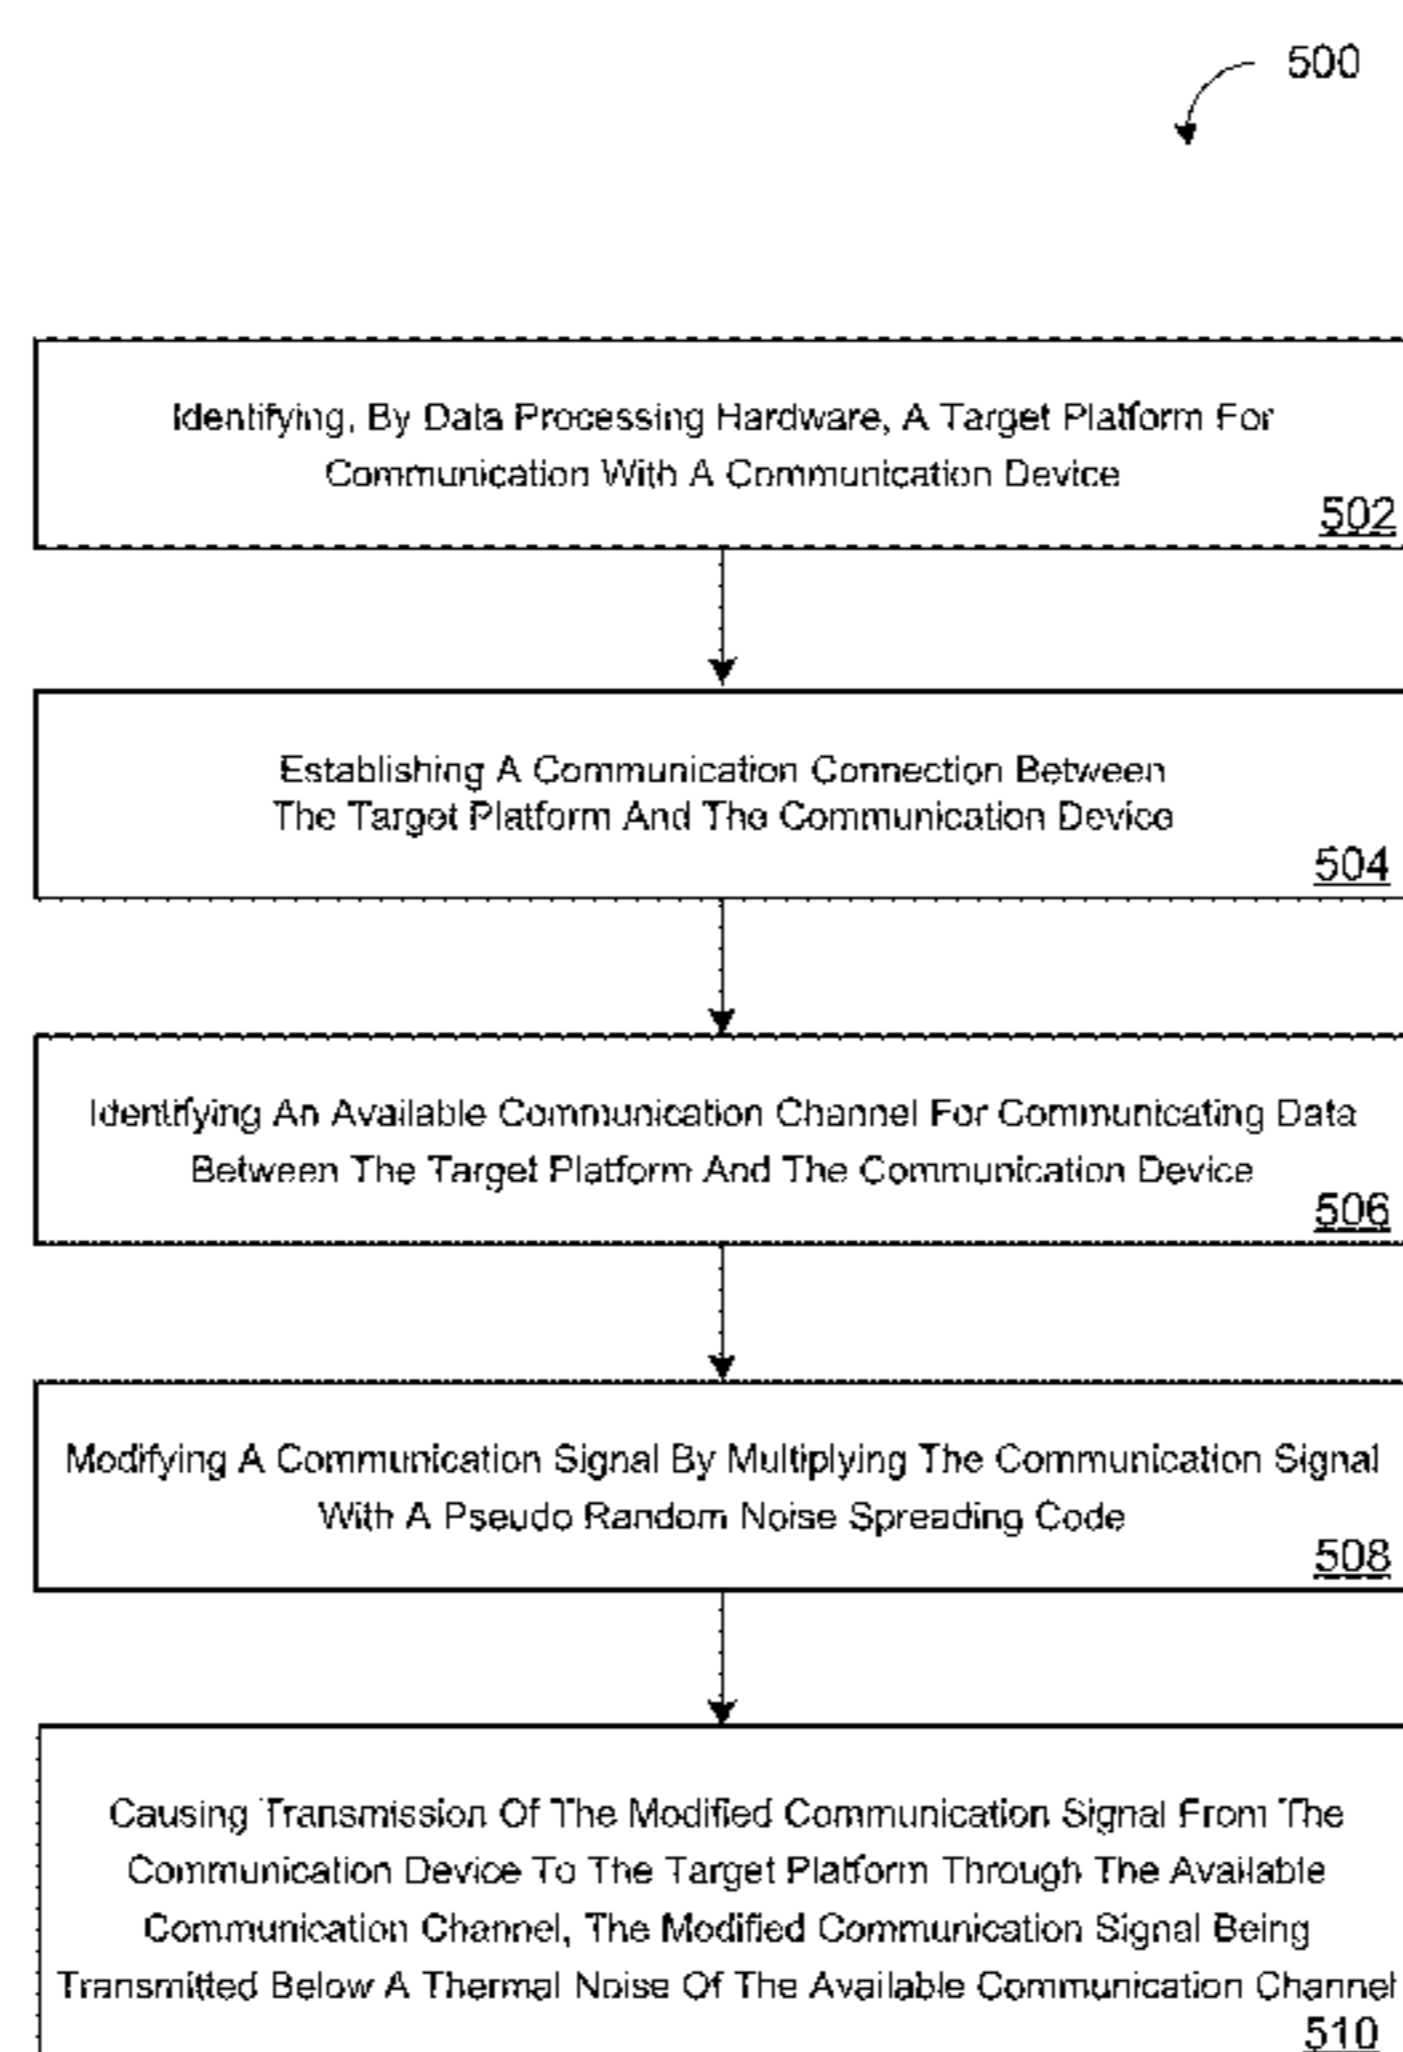 500
Identifying, By Data Processing Hardware, A Target Platform For
Communication With A Communication Device
502
Establishing A Communication Connection Between
The Target Platform And The Communication Device
504
Identifying An Available Communication Channel For Communicating Data
Between The Target Platform And The Communication Device
506
Modifying A Communication Signal By Multiplying The Communication Signal
With A Pseudo Random Noise Spreading Code
508
Causing Transmission Of The Modified Communication Signal From The
Communication Device To The Target Platform Through The Available
Communication Channel, The Modified Communication Signal Being
Transmitted Below A Thermal Noise Of The Available Communication Channel
510